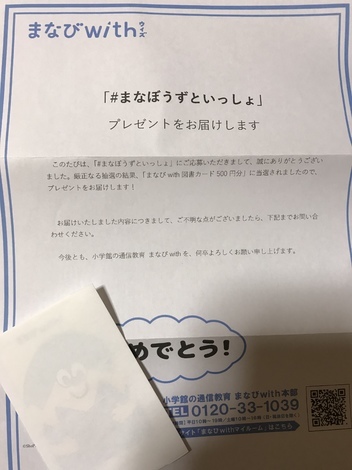 まなびwith
ウィズ
「#まなぼうずといっしょ」
プレゼントをお届けします
このたびは、「#まなぼうずといっしょ」にご応募いただきまして、誠にありがとうござい
ました。厳正なる抽選の結果、「まなび with 図書カード 500 円分」に当選されましたので、
プレゼントをお届けします！
お届けいたしました内容につきまして、ご不明な点がございましたら、下記までお問い合
わせください。
今後とも、小学館の通信教育 まなび with を、何卒よろしくお願い申し上げます。
めでとう!
小学館の通信教育 まなびwith本部
TEL 0120-33-1039
サイト「まなびwithマイルーム」はこちら